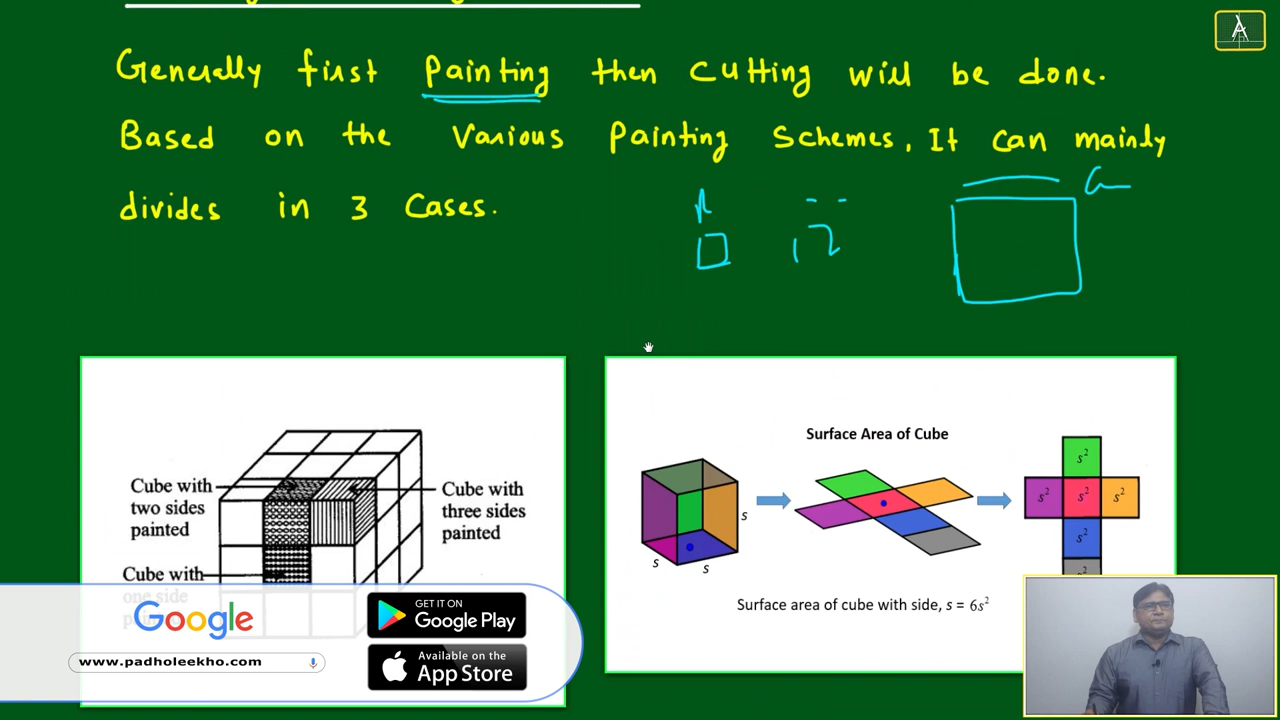 Generally first Painting then Cutting will be done.
Based on the Various Painting Schemes. It can mainly
divides in 3 Cases.
Cube with
two sides
painted
Cube with
three sides
painted
Cube with
one side
Surface Area of Cube
s
s
s
s²
s² s² s²
s²
Surface area of cube with side, s = 6s²
Google
www.padholeekho.com
GET IT ON
Google Play
Available on the
App Store